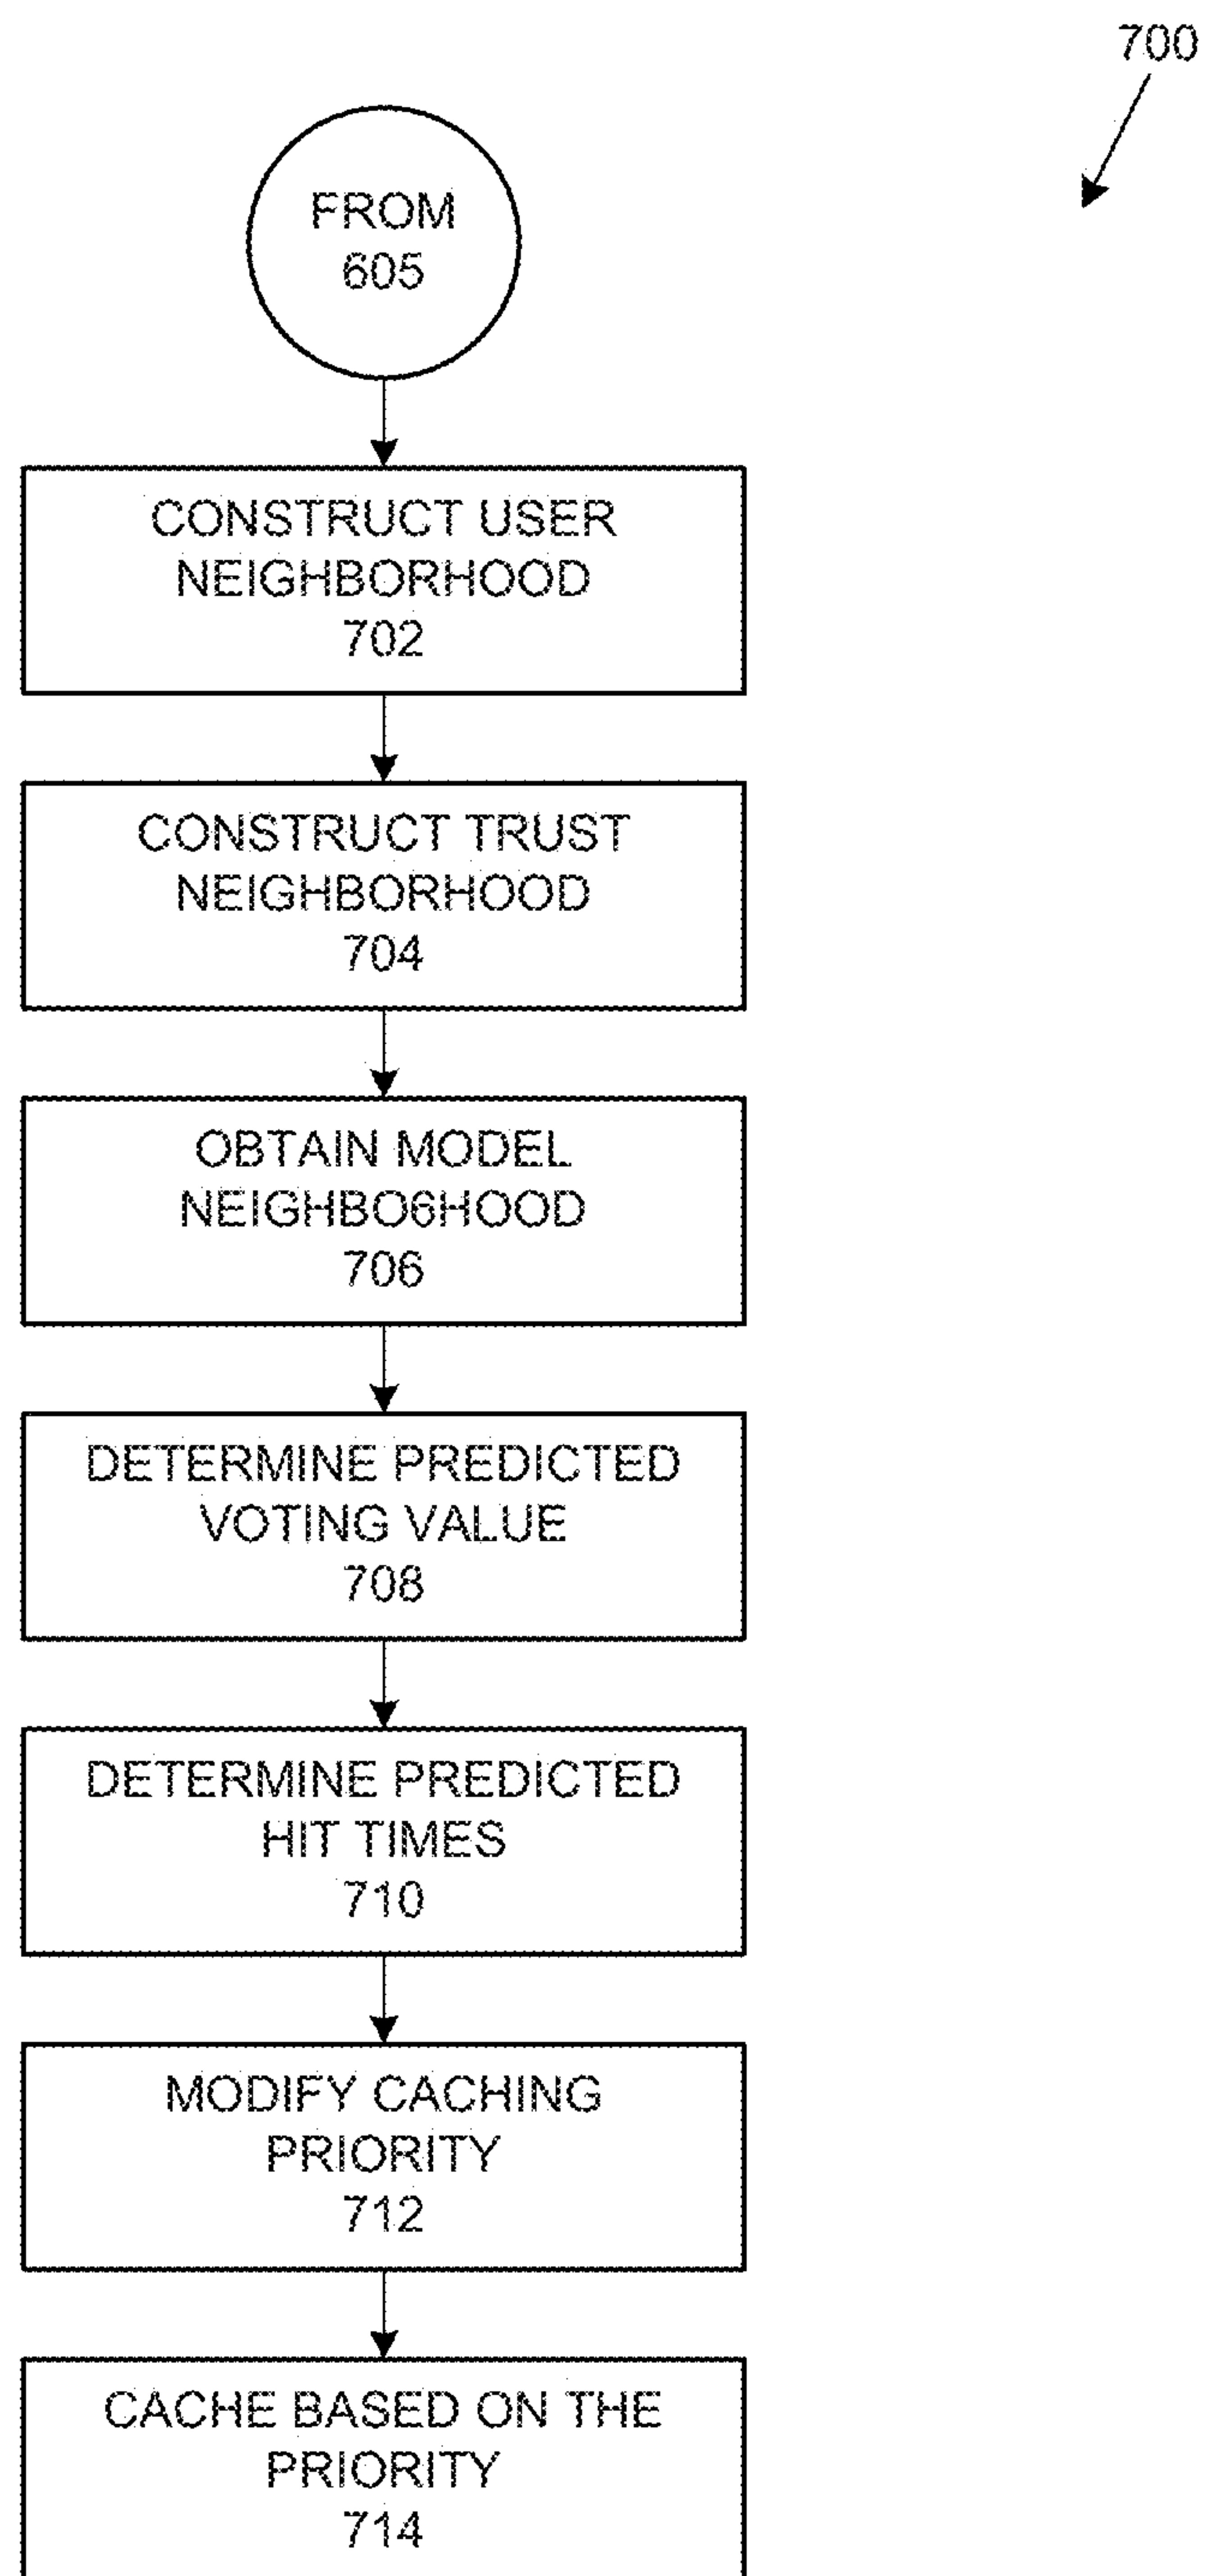 700
FROM
605
CONSTRUCT USER
NEIGHBORHOOD
702
CONSTRUCT TRUST
NEIGHBORHOOD
704
OBTAIN MODEL
NEIGHBO6HOOD
706
DETERMINE PREDICTED
VOTING VALUE
708
DETERMINE PREDICTED
HIT TIMES
710
MODIFY CACHING
PRIORITY
712
CACHE BASED ON THE
PRIORITY
714